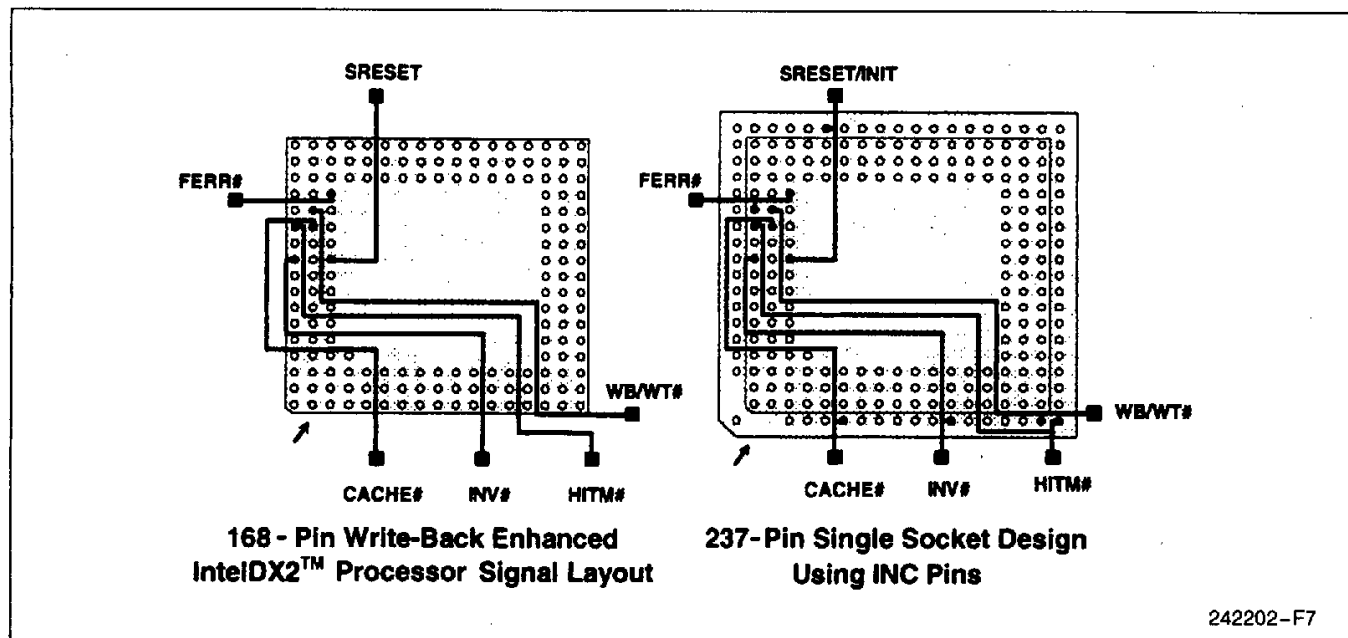 SRESET
FERR#
WB/WT#
CACHE#
INV#
HITM#
168 - Pin Write-Back Enhanced
IntelDX2™ Processor Signal Layout
SRESET/INIT
FERR#
WB/WT#
CACHE#
INV#
HITM#
237-Pin Single Socket Design
Using INC Pins
242202-F7